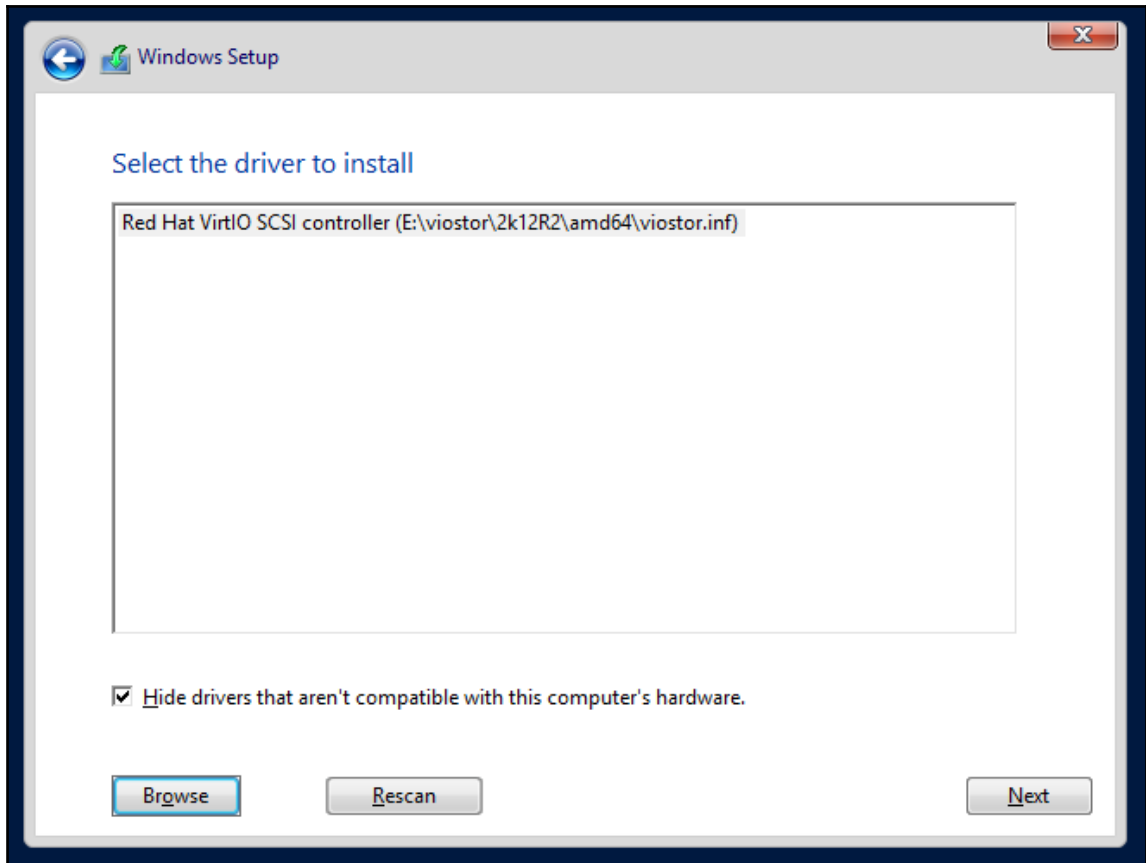 Windows Setup
Select the driver to install
Red Hat VirtIO SCSI controller (E:\viostor\2k12R2\amd64\viostor.inf)
Hide drivers that aren't compatible with this computer's hardware.
Browse Rescan Next